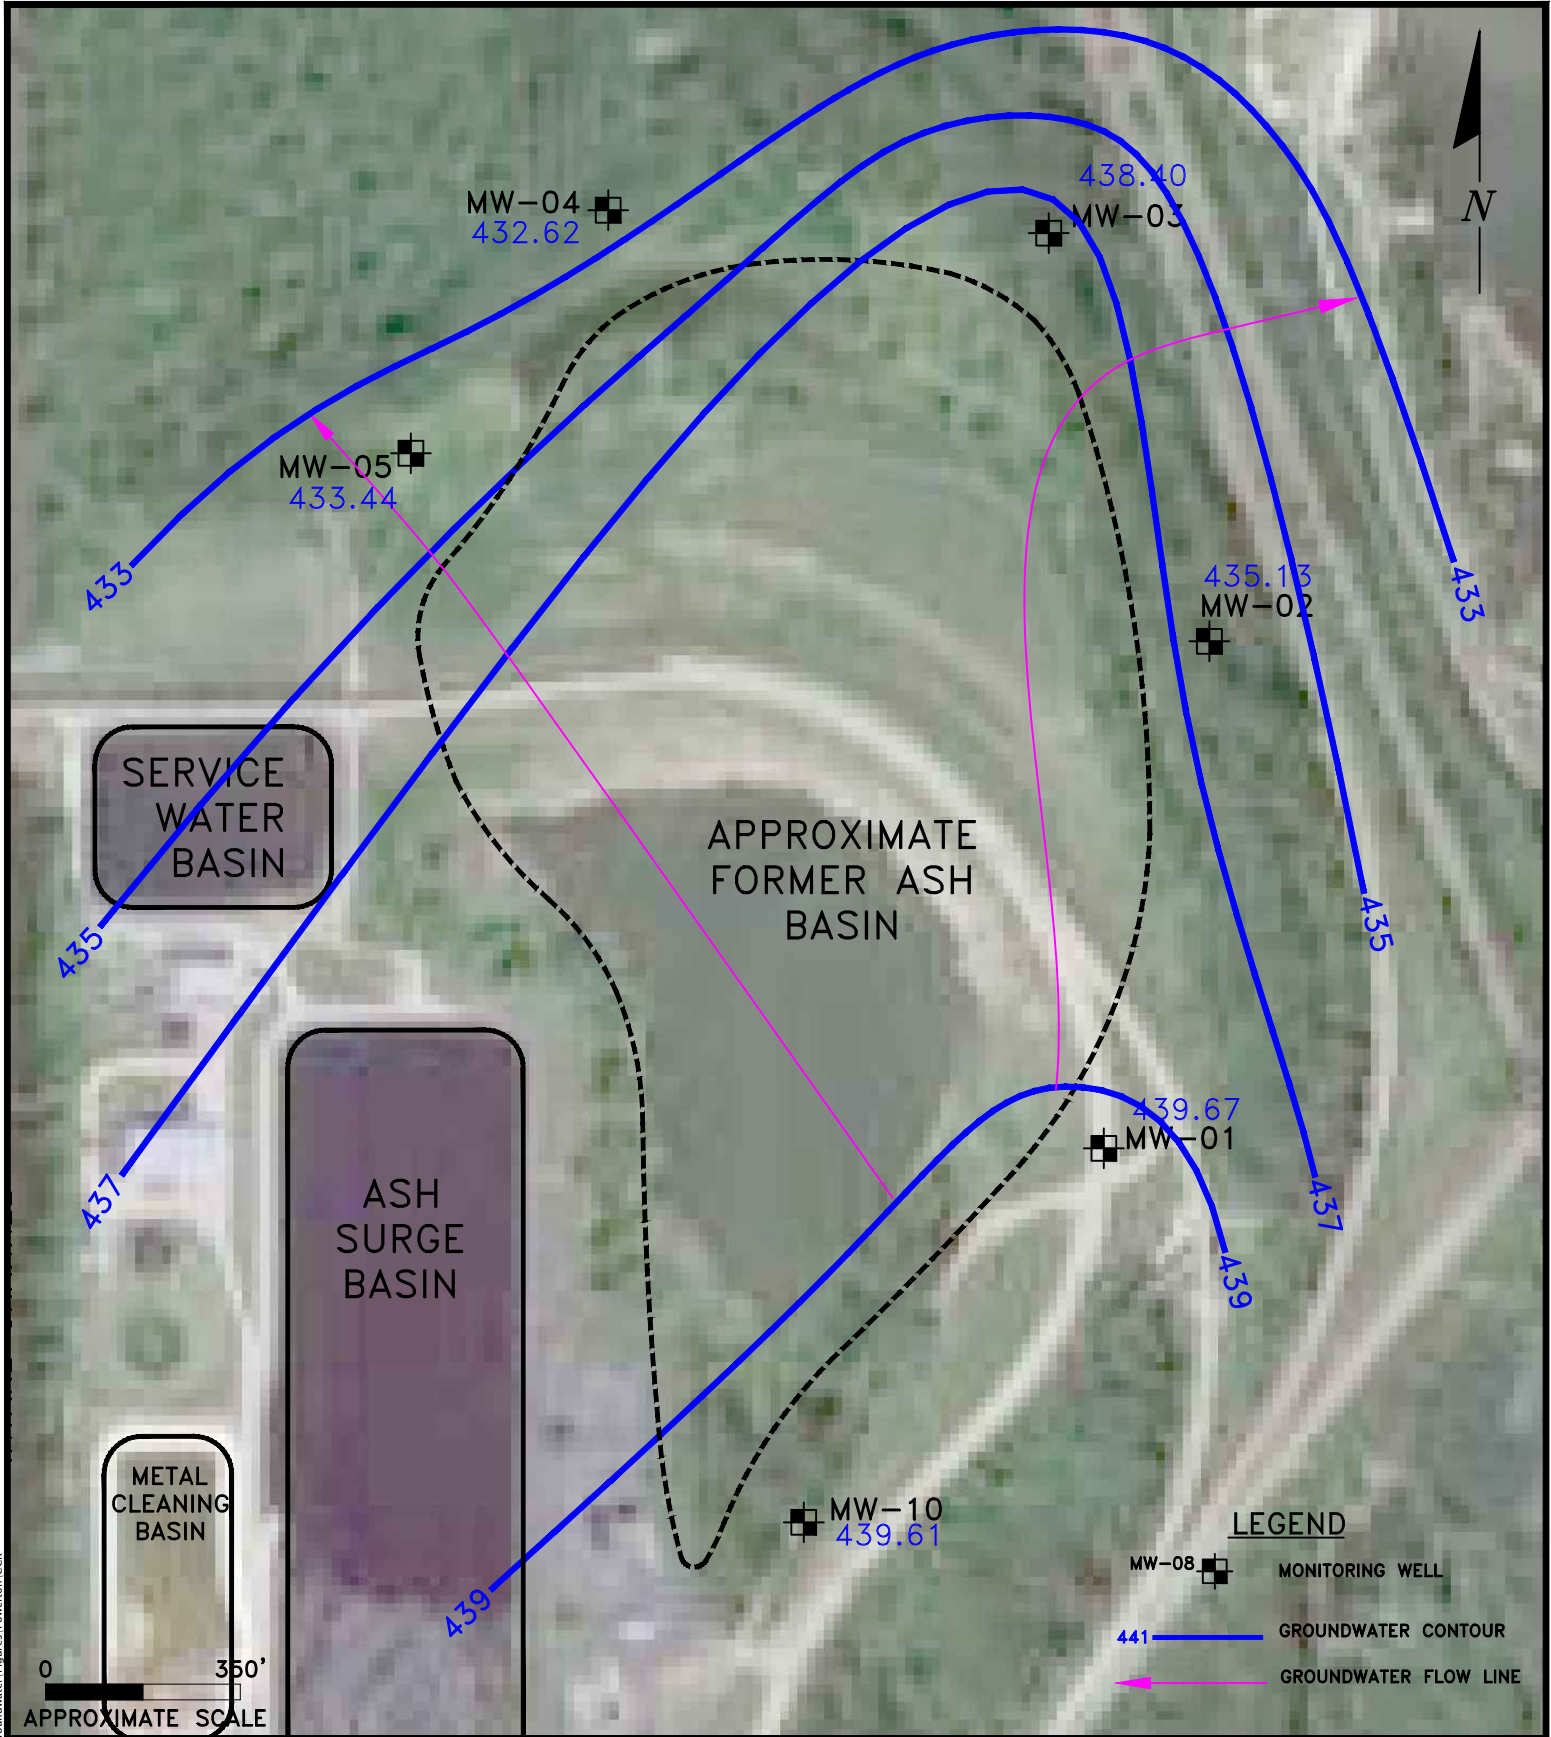 438.40
MW-03
N
MW-04
432.62
MW-05
433.44
433
433
435.13
MW-02
SERVICE
WATER
BASIN
APPROXIMATE
FORMER ASH
BASIN
435
435
439.67
MW-01
437
437
ASH
SURGE
BASIN
439
METAL
CLEANING
BASIN
MW-10
439.61
439
LEGEND
MW-08 MONITORING WELL
441 GROUNDWATER CONTOUR
GROUNDWATER FLOW LINE
0 350'
APPROXIMATE SCALE